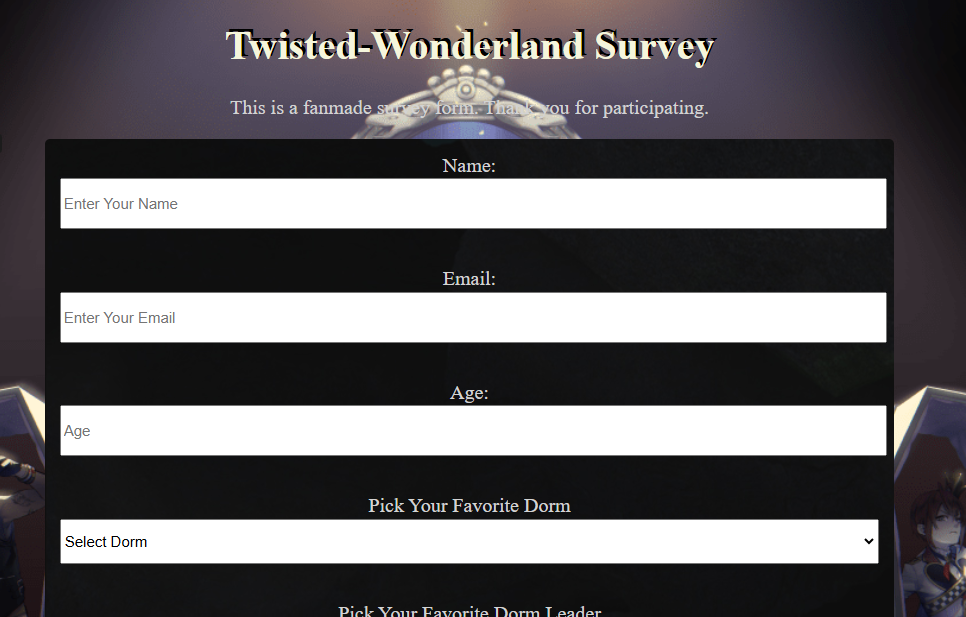 Twisted-Wonderland Survey
This is a fanmade survey form. Thank you for participating.
Name:
Enter Your Name
Email:
Enter Your Email
Age:
Age
Pick Your Favorite Dorm
Select Dorm
Pick Your Favorite Dorm Leader